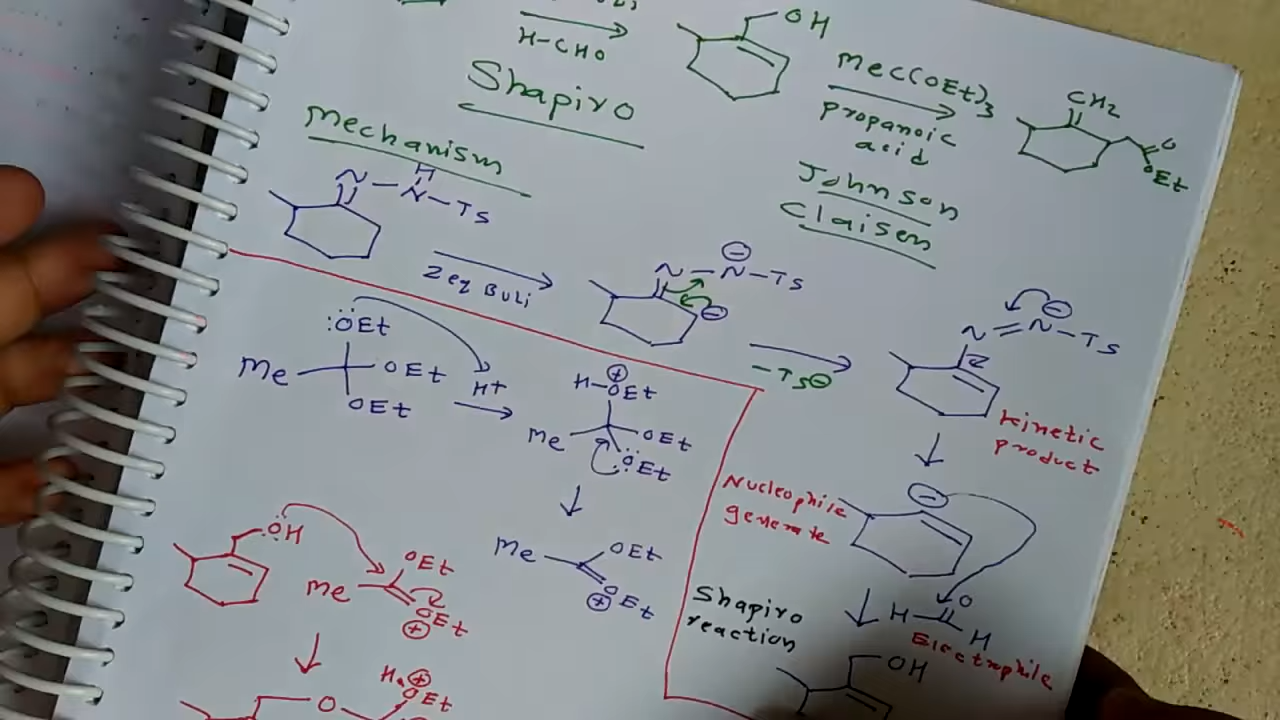 H-CHO
OH
Shapiro
Mec(OEt)3
propanoic
acid
CH2
O
OEt
Johnson
Claisen
Mechanism
N-N-Ts
H
2eq BuLi
N-N-Ts
-Ts
N=N-Ts
Kinetic
product
:ÖEt
Me
OEt
OEt
H+
H-OEt
Me
OEt
:ÖEt
Me
OEt
OEt
Nucleophile
generate
O
H
H
Electrophile
Shapiro
reaction
OH
ÖH
Me
OEt
OEt
H
OEt
O